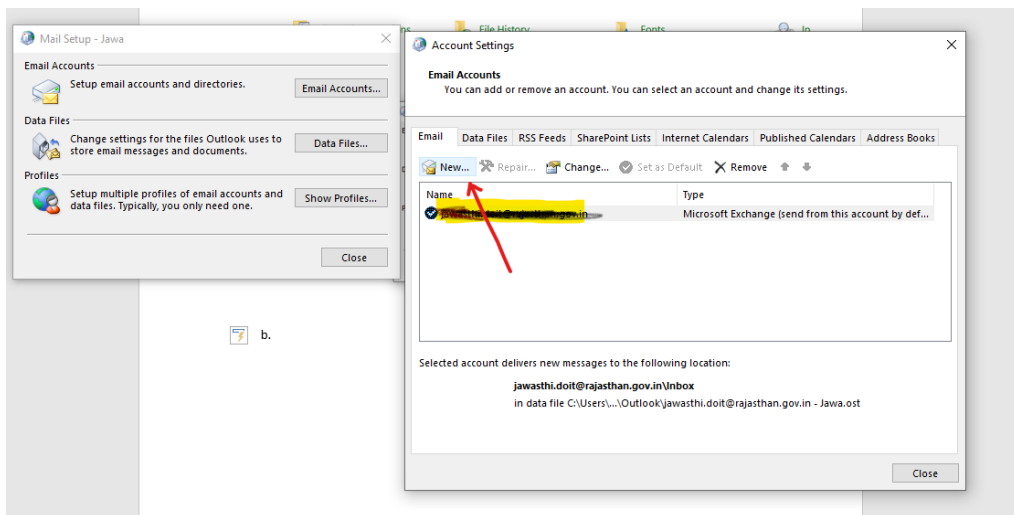 File History
Fonts
Mail Setup - Jawa
Email Accounts
Setup email accounts and directories.
Email Accounts...
Data Files
Change settings for the files Outlook uses to
store email messages and documents.
Data Files...
Profiles
Setup multiple profiles of email accounts and
data files. Typically, you only need one.
Show Profiles...
Close
b.
Account Settings
Email Accounts
You can add or remove an account. You can select an account and change its settings.
Email Data Files RSS Feeds SharePoint Lists Internet Calendars Published Calendars Address Books
New... Repair... Change... Set as Default Remove
Name Type
Microsoft Exchange (send from this account by def...
Selected account delivers new messages to the following location:
jawasthi.doit@rajasthan.gov.in\Inbox
in data file C:\Users\...\Outlook\jawasthi.doit@rajasthan.gov.in - Jawa.ost
Close